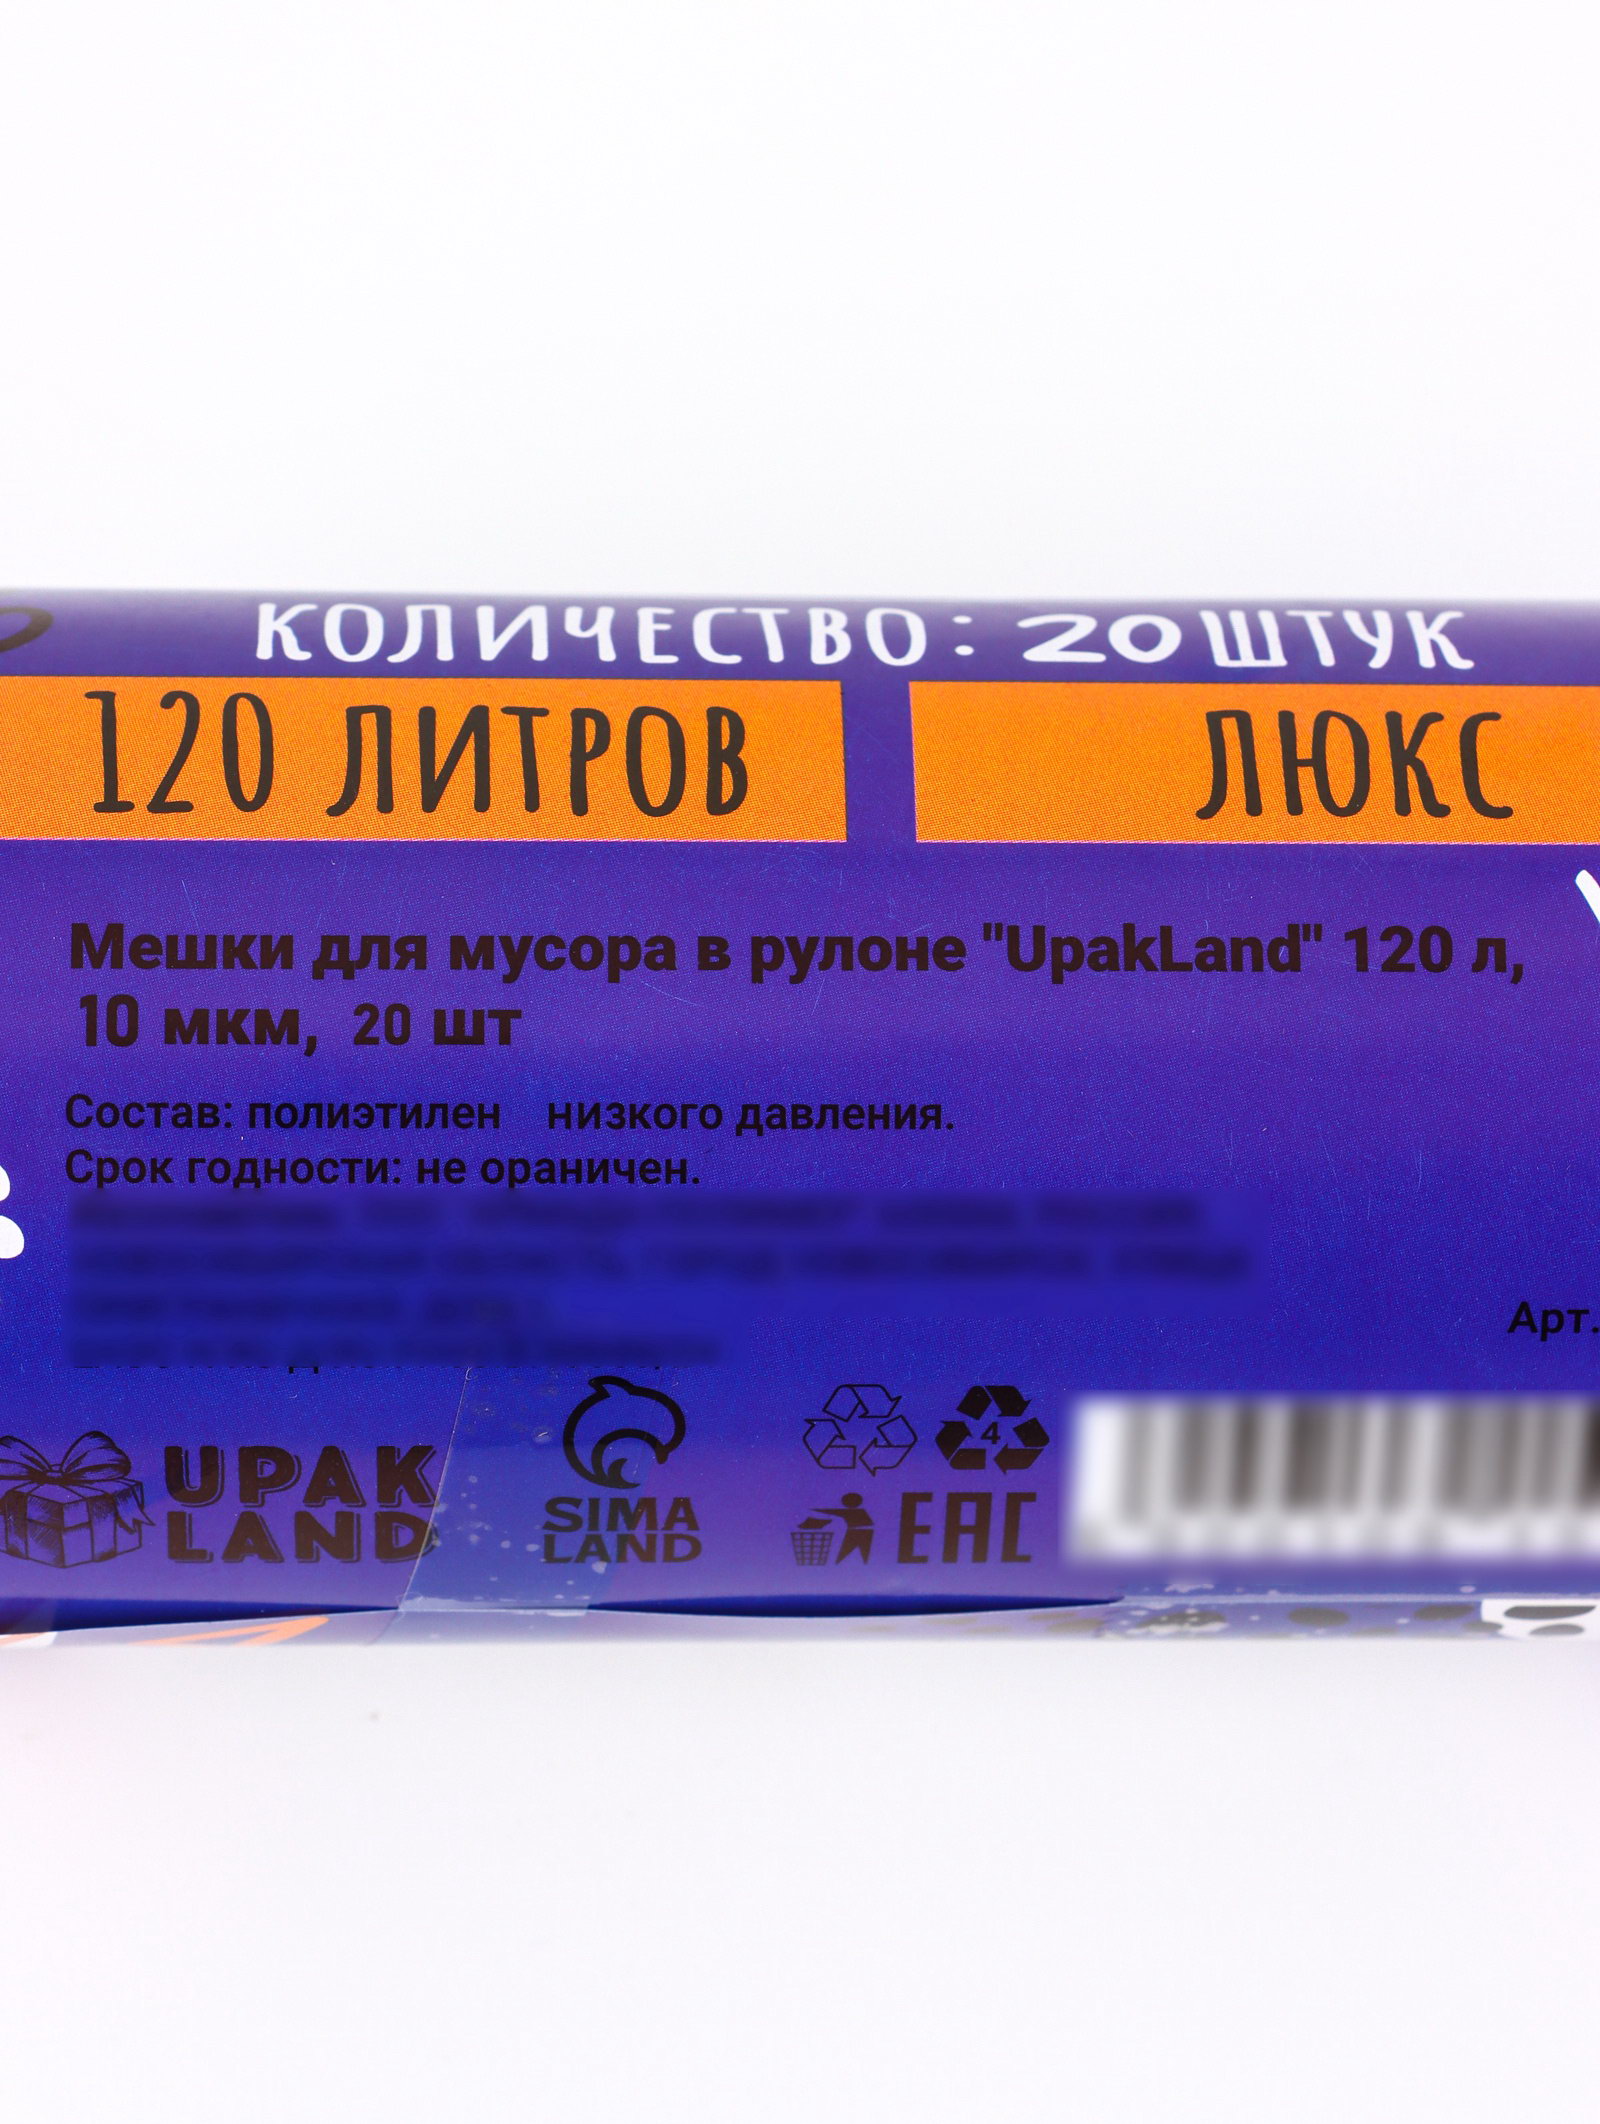 КОЛИЧЕСТВО: 20 ШТУК
120 ЛИТРОВ
ЛЮКС
Мешки для мусора в рулоне "UpakLand" 120 л,
10 мкм, 20 шт
Состав: полиэтилен низкого давления.
Срок годности: не ораничен.
Арт.
UPAK
LAND
SIMA
LAND
4
EAC